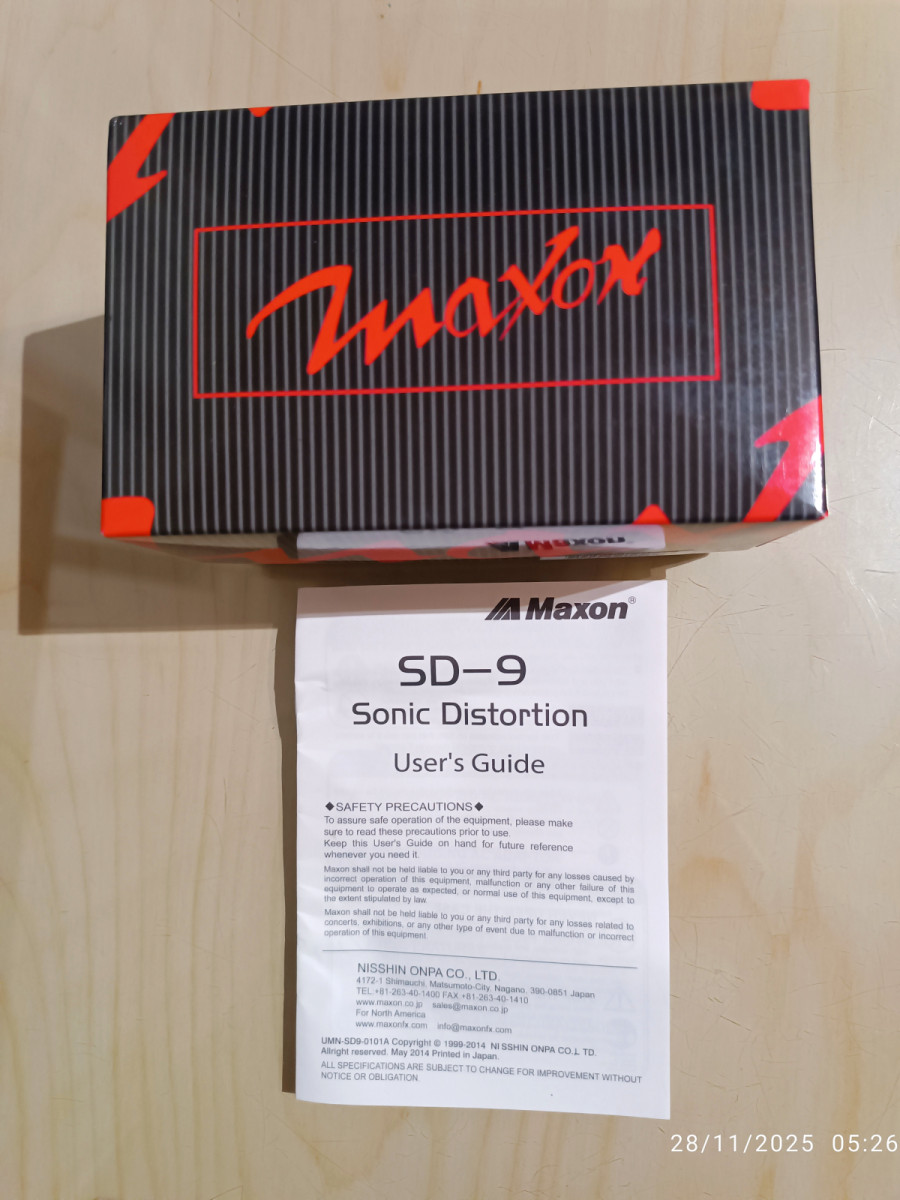 maxon
Maxon
Maxon®
SD-9
Sonic Distortion
User's Guide
◆SAFETY PRECAUTIONS◆
To assure safe operation of the equipment, please make
sure to read these precautions prior to use.
Keep this User's Guide on hand for future reference
whenever you need it.
Maxon shall not be held liable to you or any third party for any losses caused by
incorrect operation of this equipment, malfunction or any other failure of this
equipment to operate as expected, or normal use of this equipment, except to
the extent stipulated by law.
Maxon shall not be held liable to you or any third party for any losses related to
concerts, exhibitions, or any other type of event due to malfunction or incorrect
operation of this equipment.
NISSHIN ONPA CO., LTD.
4172-1 Shimauchi, Matsumoto-City, Nagano, 390-0851 Japan
TEL.+81-263-40-1400 FAX.+81-263-40-1410
www.maxon.co.jp sales@maxon.co.jp
For North America
www.maxonfx.com info@maxonfx.com
UMN-SD9-0101A Copyright © 1999-2014 NISSHIN ONPA CO.L TD.
Allright reserved. May 2014 Printed in Japan.
ALL SPECIFICATIONS ARE SUBJECT TO CHANGE FOR IMPROVEMENT WITHOUT
NOTICE OR OBLIGATION.
28/11/2025 05:26